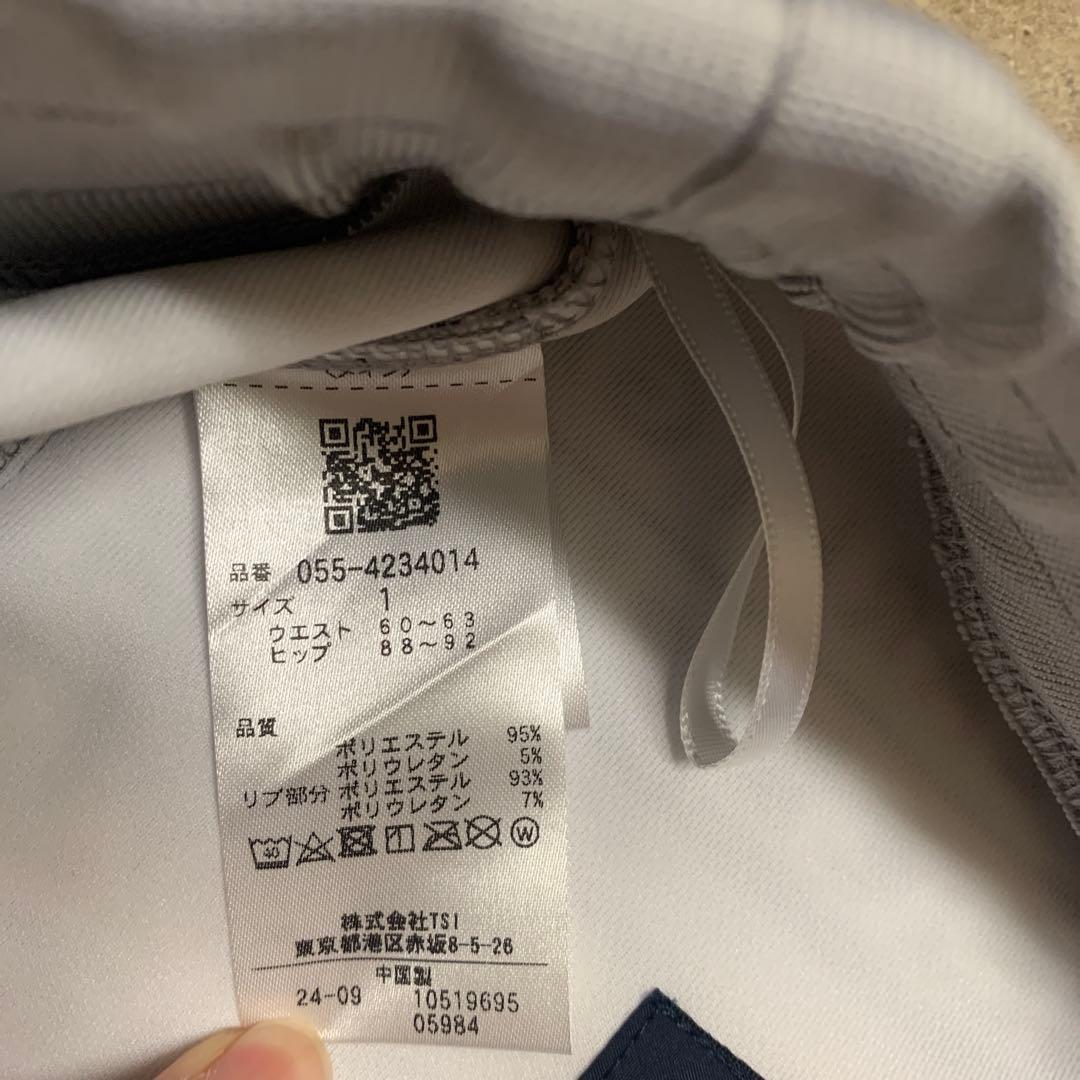 (メイン)
品番 055-4234014
サイズ 1
ウエスト 60～63
ヒップ 88～92
品質
ポリエステル 95%
ポリウレタン 5%
リブ部分 ポリエステル 93%
ポリウレタン 7%
40 W
株式会社TSI
東京都港区赤坂8-5-26
中国製
24-09 10519695
05984